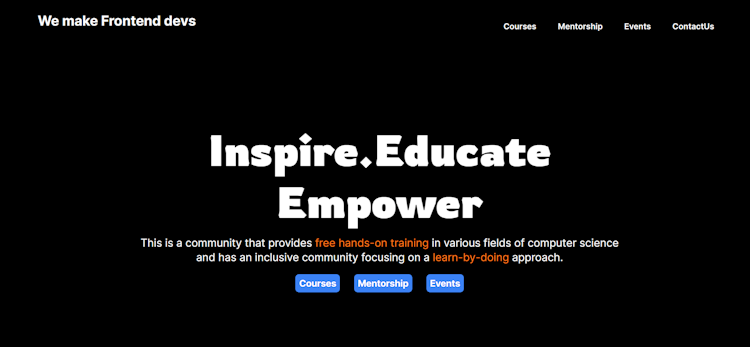 We make Frontend devs
Courses Mentorship Events ContactUs
Inspire.Educate
Empower
This is a community that provides free hands-on training in various fields of computer science
and has an inclusive community focusing on a learn-by-doing approach.
Courses Mentorship Events